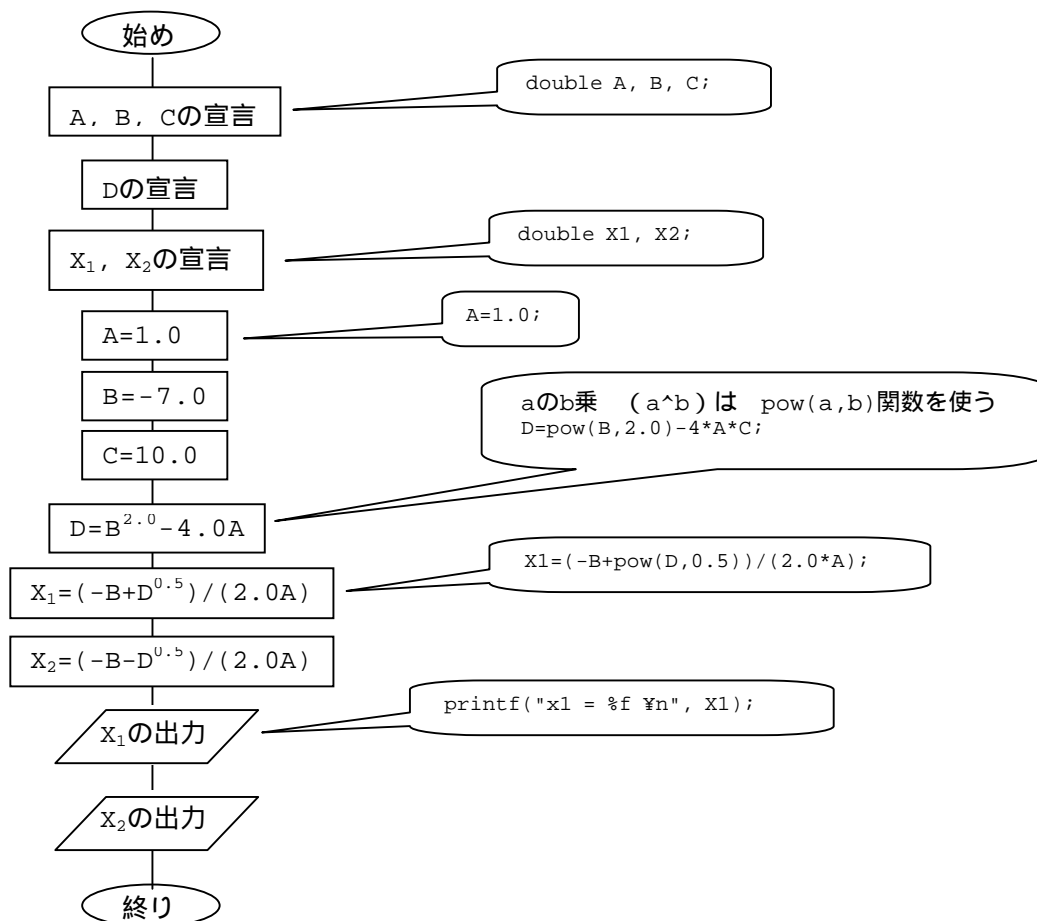 始め
A, B, Cの宣言
double A, B, C;
Dの宣言
X₁, X₂の宣言
double X1, X2;
A=1.0
A=1.0;
B=-7.0
C=10.0
aのb乗　(a^b)は　pow(a,b)関数を使う
D=pow(B,2.0)-4*A*C;
D=B²·⁰-4.0A
X₁=(-B+D⁰·⁵)/(2.0A)
X1=(-B+pow(D,0.5))/(2.0*A);
X₂=(-B-D⁰·⁵)/(2.0A)
X₁の出力
printf("x1 = %f ¥n", X1);
X₂の出力
終り